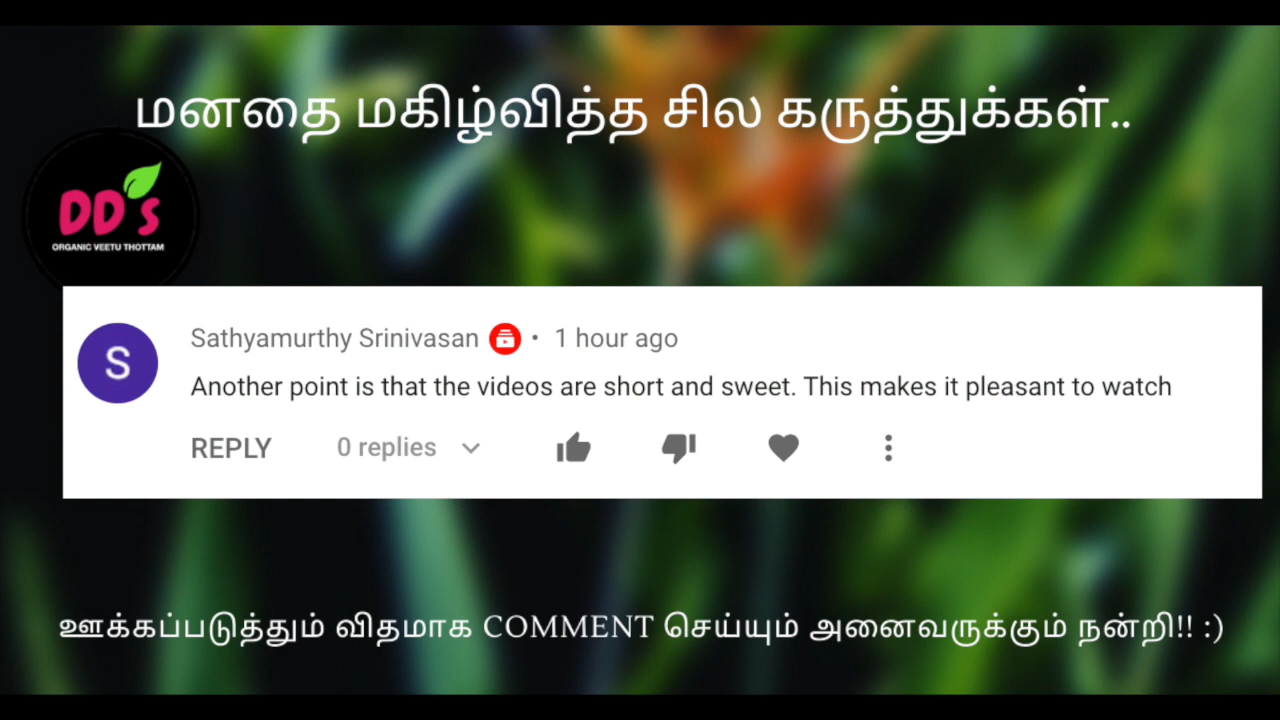 மனதை மகிழ்வித்த சில கருத்துக்கள்..
DD's
ORGANIC VEETU THOTTAM
S
Sathyamurthy Srinivasan • 1 hour ago
Another point is that the videos are short and sweet. This makes it pleasant to watch
REPLY 0 replies
ஊக்கப்படுத்தும் விதமாக COMMENT செய்யும் அனைவருக்கும் நன்றி!! :)